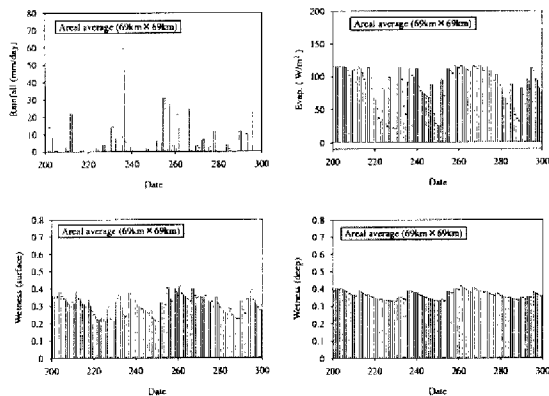 Areal average (69km × 69km)
Rainfall (mm/day)
80
70
60
50
40
30
20
10
0
200 220 240 260 280 300
Date
Areal average (69km × 69km)
Evap. ( W/m²)
200
150
100
50
0
200 220 240 260 280 300
Date
Areal average (69km × 69km)
Wetness (surface)
0.8
0.7
0.6
0.5
0.4
0.3
0.2
0.1
0
200 220 240 260 280 300
Date
Areal average (69km × 69km)
Wetness (deep)
0.8
0.7
0.6
0.5
0.4
0.3
0.2
0.1
0
200 220 240 260 280 300
Date